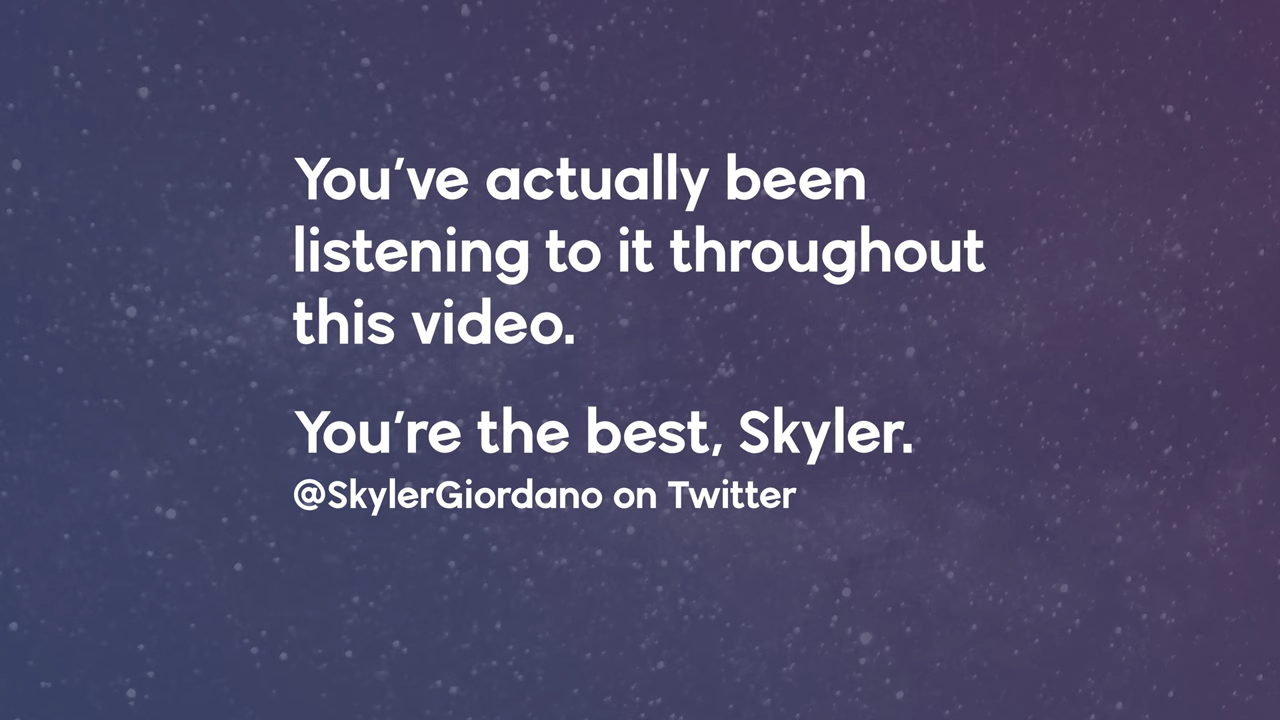 You've actually been
listening to it throughout
this video.
You're the best, Skyler.
@SkylerGiordano on Twitter